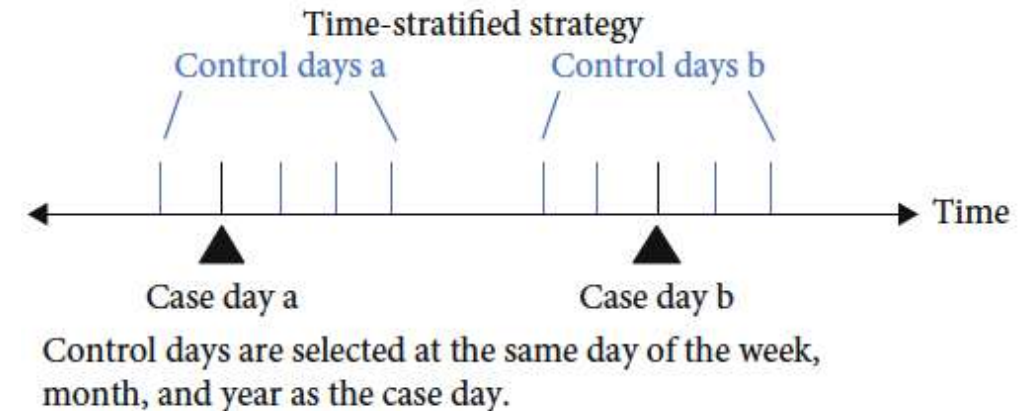 Time-stratified strategy
Control days a
Control days b
Time
Case day a
Case day b
Control days are selected at the same day of the week,
month, and year as the case day.